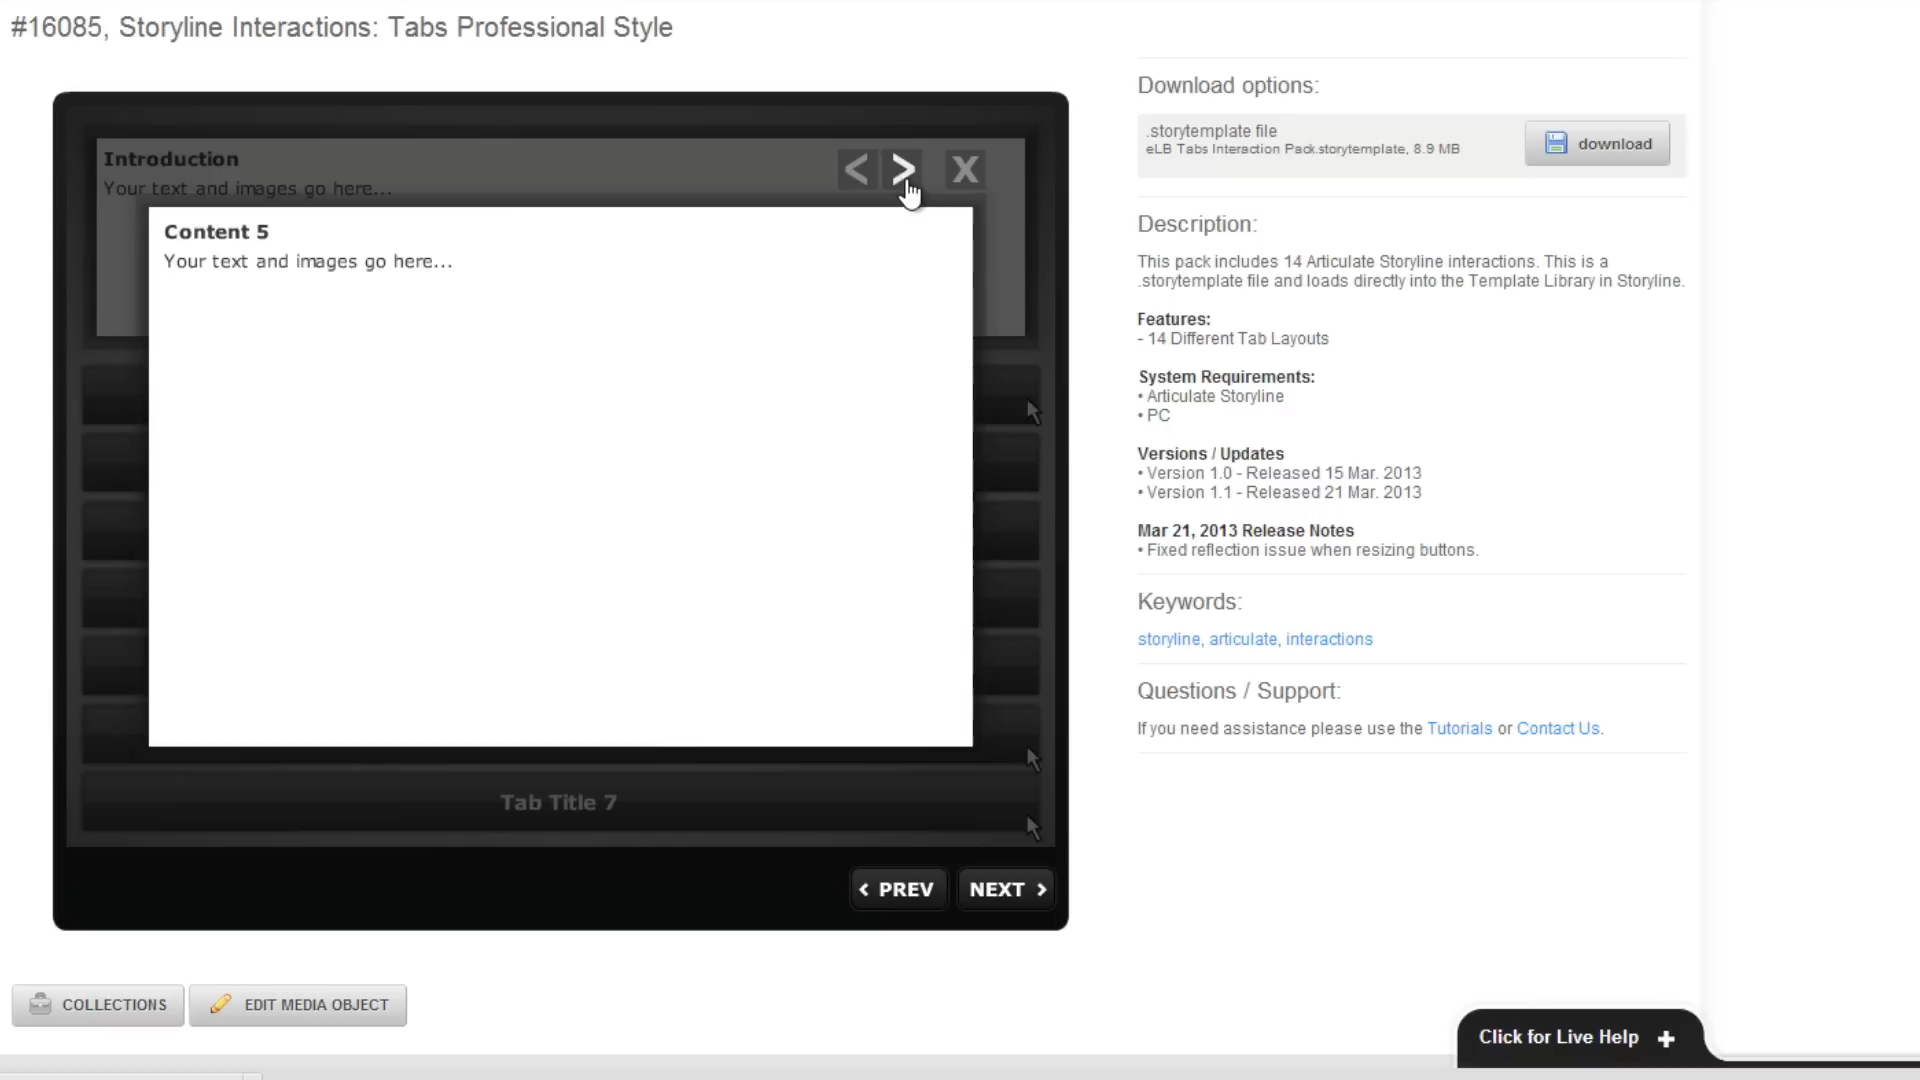 #16085, Storyline Interactions: Tabs Professional Style
Introduction
Your text and images go here...
< > X
Content 5
Your text and images go here...
Tab Title 7
PREV
NEXT
COLLECTIONS
EDIT MEDIA OBJECT
Download options:
.storytemplate file
eLB Tabs Interaction Pack.storytemplate, 8.9 MB
download
Description:
This pack includes 14 Articulate Storyline interactions. This is a
.storytemplate file and loads directly into the Template Library in Storyline.
Features:
- 14 Different Tab Layouts
System Requirements:
• Articulate Storyline
• PC
Versions / Updates
• Version 1.0 - Released 15 Mar. 2013
• Version 1.1 - Released 21 Mar. 2013
Mar 21, 2013 Release Notes
• Fixed reflection issue when resizing buttons.
Keywords:
storyline, articulate, interactions
Questions / Support:
If you need assistance please use the Tutorials or Contact Us.
Click for Live Help +